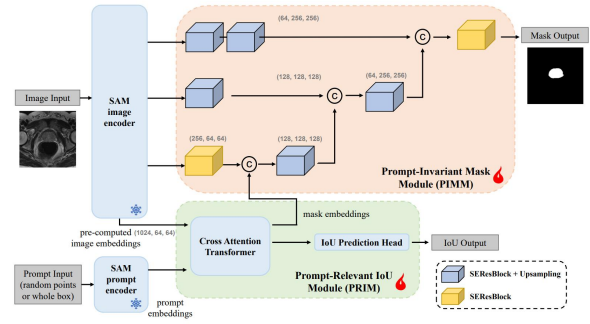 (64, 256, 256)
C
Mask Output
SAM
image
encoder
Image Input
(128, 128, 128)
(64, 256, 256)
C
(256, 64, 64)
(128, 128, 128)
C
Prompt-Invariant Mask
Module (PIMM)
mask embeddings
pre-computed (1024, 64, 64)
image embeddings
Cross Attention
Transformer
IoU Prediction Head
IoU Output
Prompt Input
(random points
or whole box)
SAM
prompt
encoder
prompt
embeddings
Prompt-Relevant IoU
Module (PRIM)
SEResBlock + Upsampling
SEResBlock